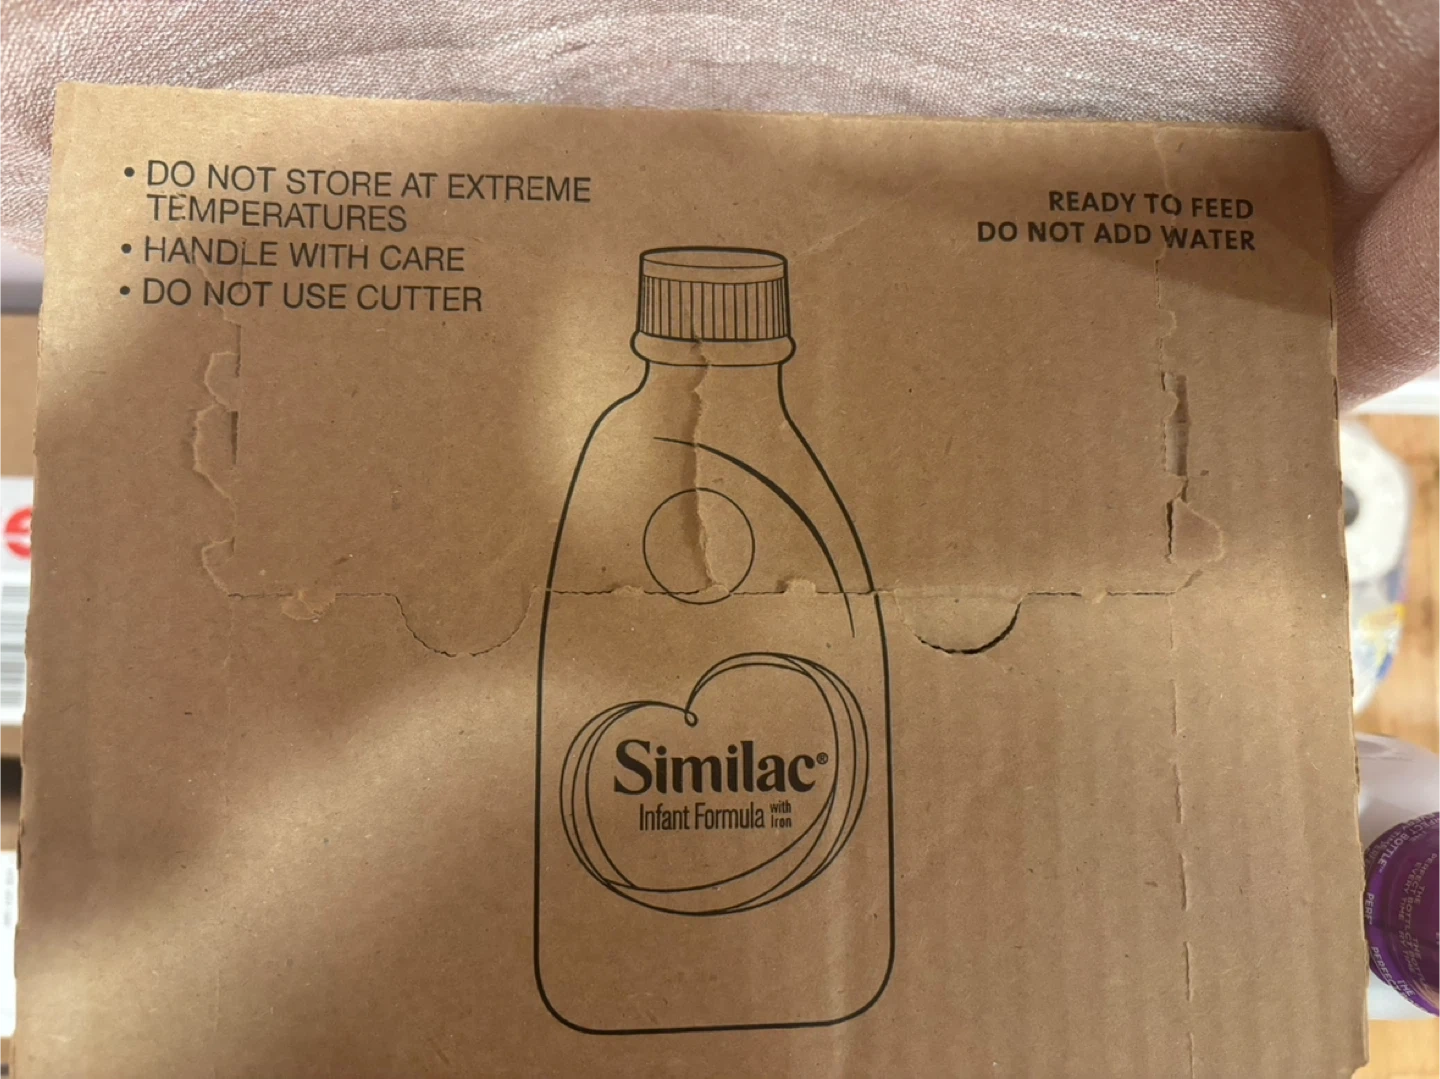 • DO NOT STORE AT EXTREME
TEMPERATURES
• HANDLE WITH CARE
• DO NOT USE CUTTER
READY TO FEED
DO NOT ADD WATER
Similac®
Infant Formula with Iron